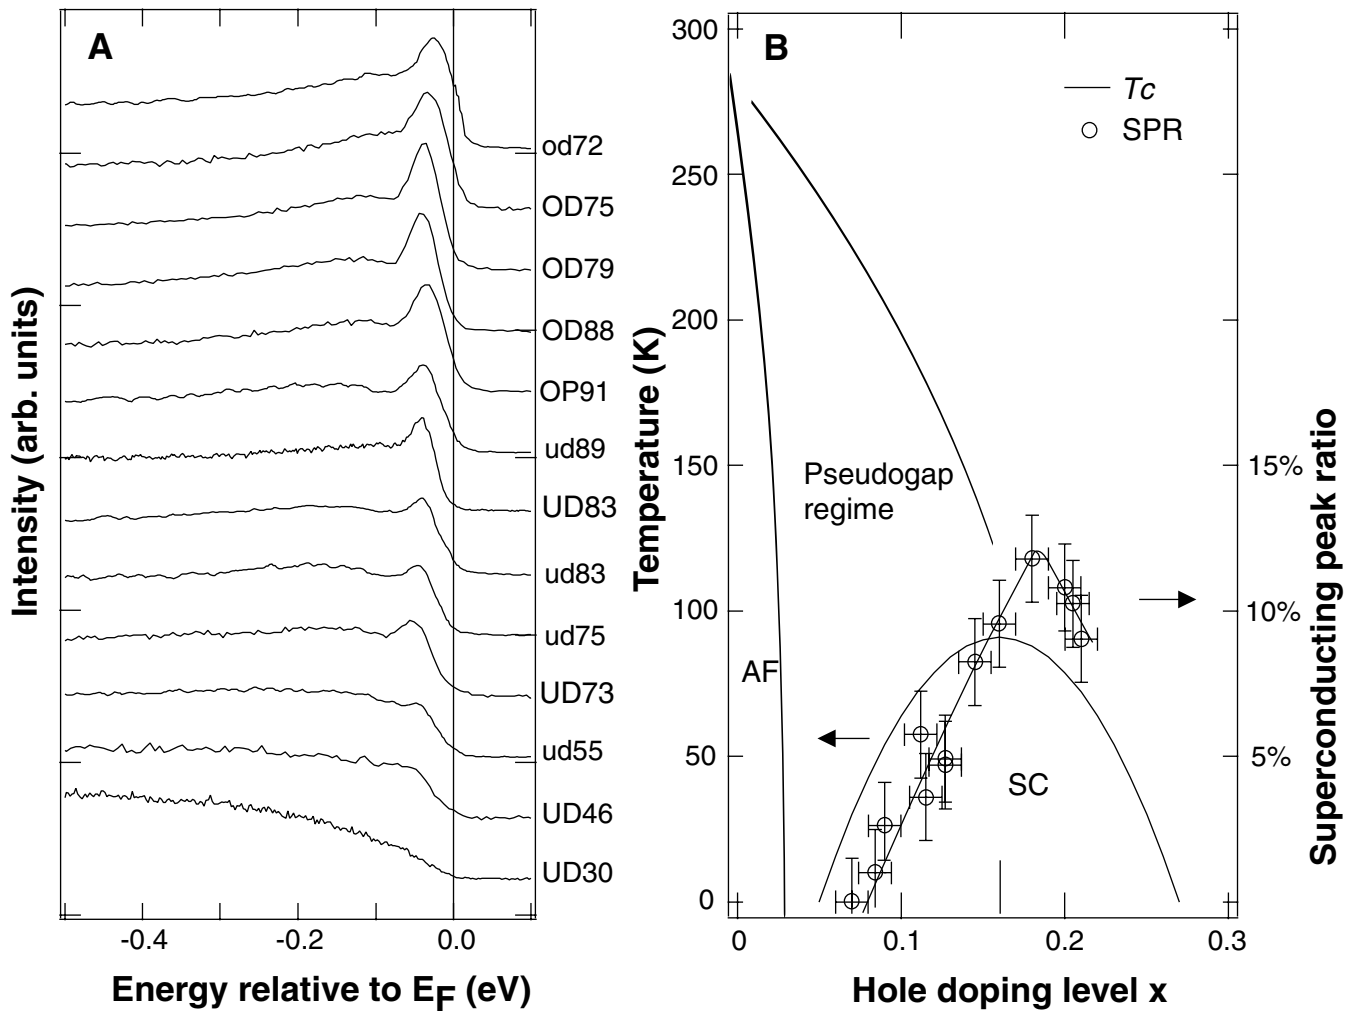 A
od72
OD75
OD79
OD88
OP91
ud89
UD83
ud83
ud75
UD73
ud55
UD46
UD30
Intensity (arb. units)
-0.4
-0.2
0.0
Energy relative to EF (eV)
B
Tc
SPR
300
250
200
150
100
50
0
Temperature (K)
Pseudogap
regime
AF
SC
15%
10%
5%
Superconducting peak ratio
0
0.1
0.2
0.3
Hole doping level x